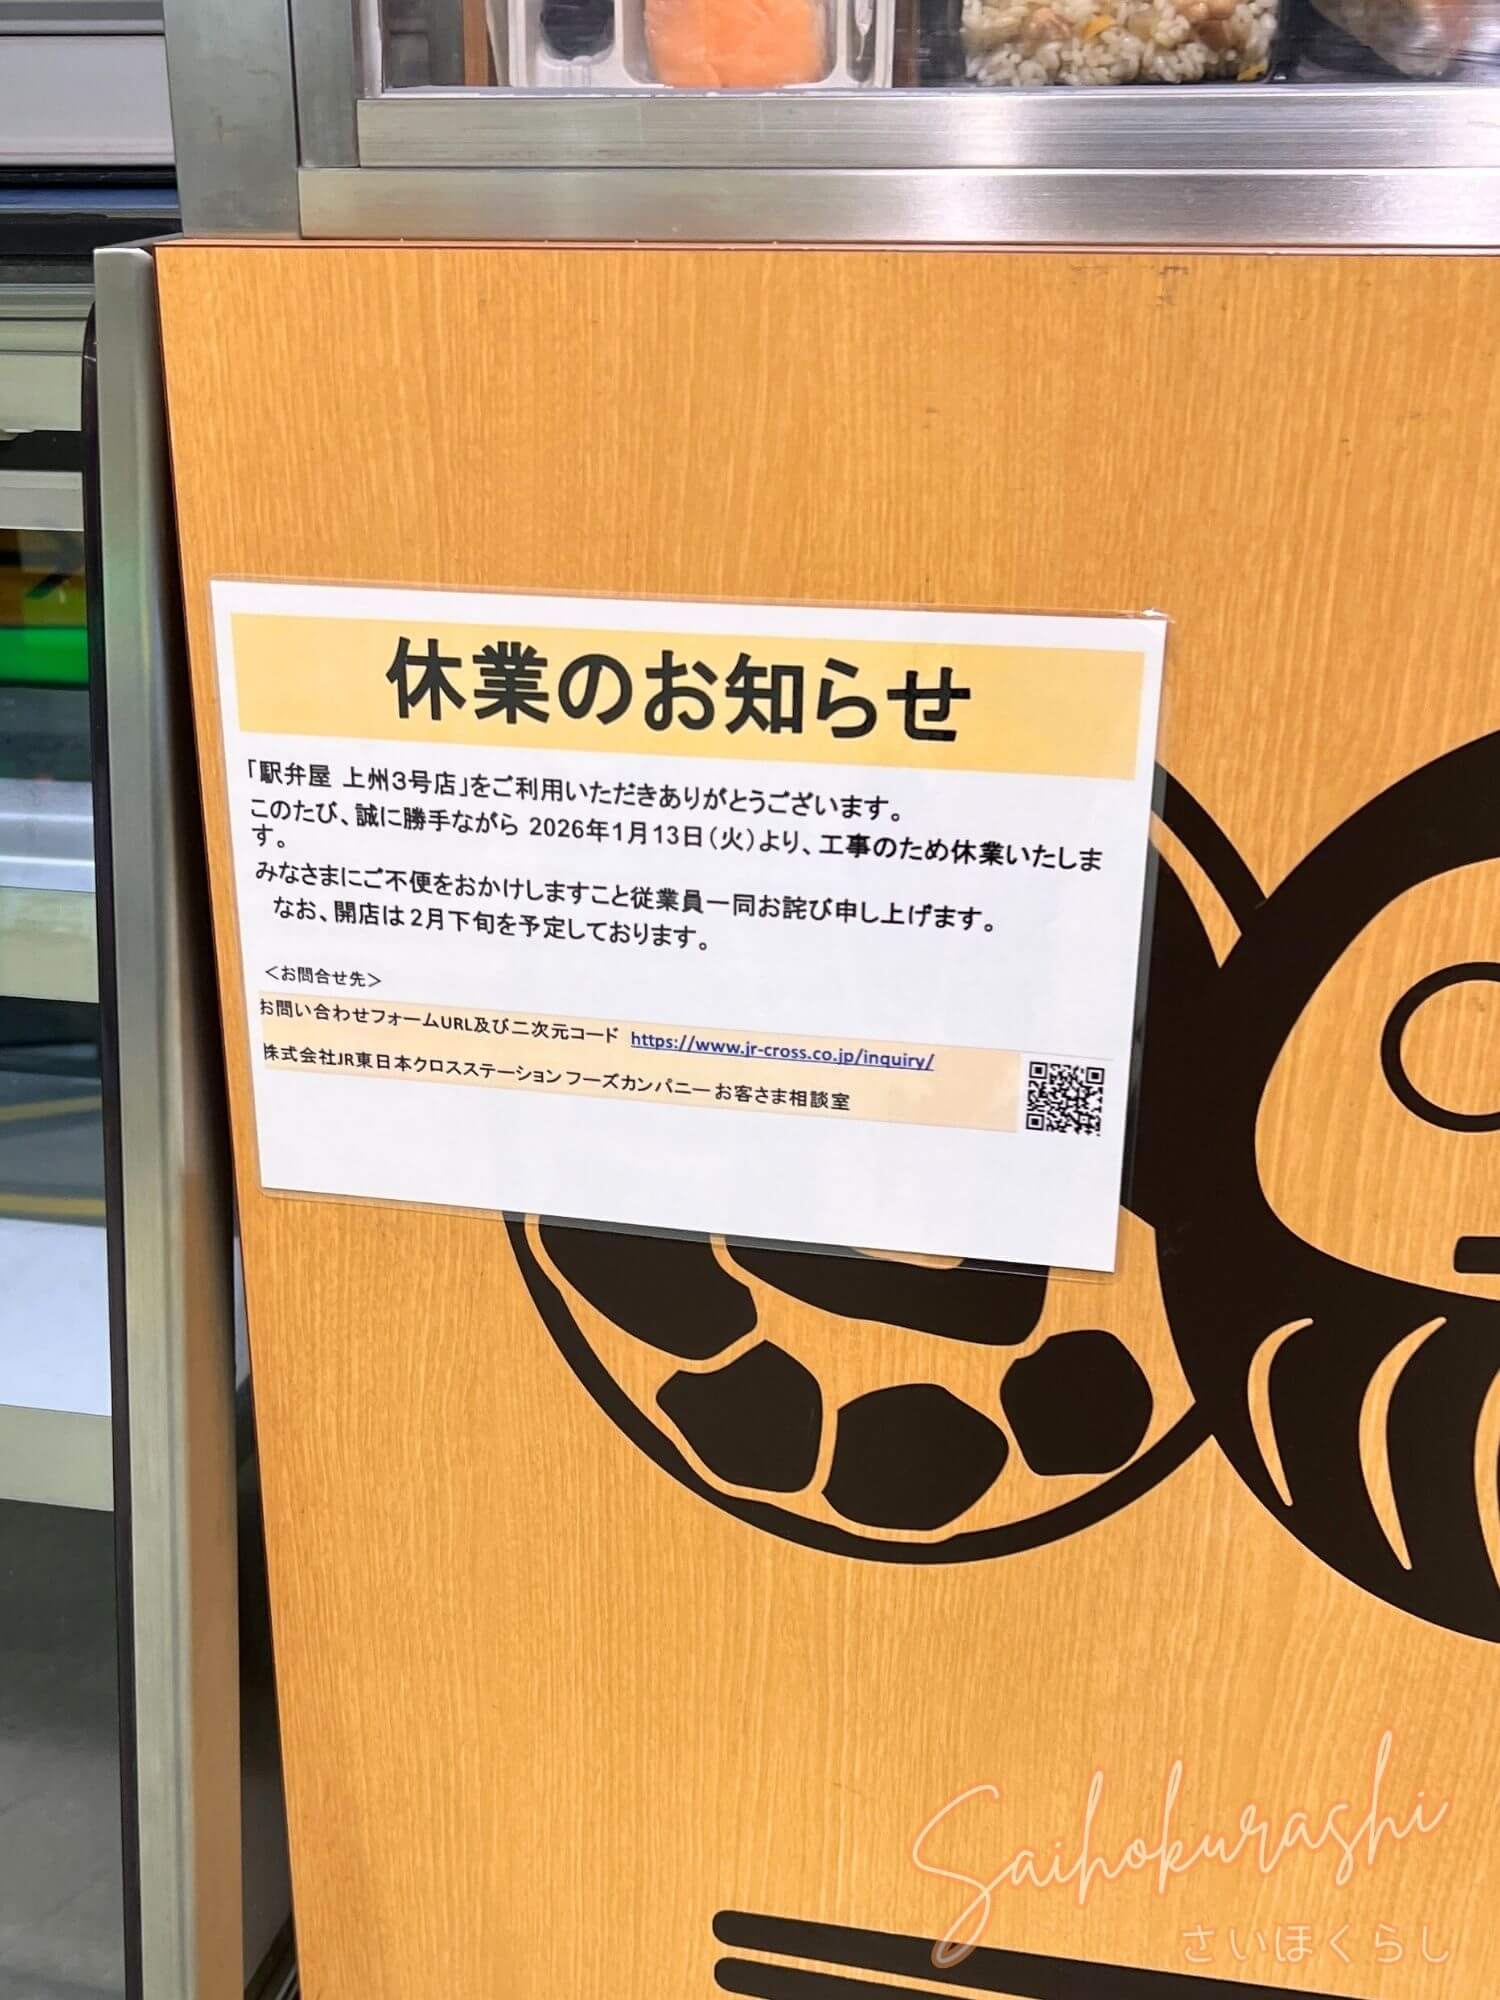 休業のお知らせ
「駅弁屋 上州3号店」をご利用いただきありがとうございます。
このたび、誠に勝手ながら 2026年1月13日（火）より、工事のため休業いたしま
す。
みなさまにご不便をおかけしますこと従業員一同お詫び申し上げます。
なお、開店は2月下旬を予定しております。
＜お問合せ先＞
お問い合わせフォームURL及び二次元コード https://www.jr-cross.co.jp/inquiry/
株式会社JR東日本クロスステーションフーズカンパニー お客さま相談室
Saihokurashi
さいほくらし